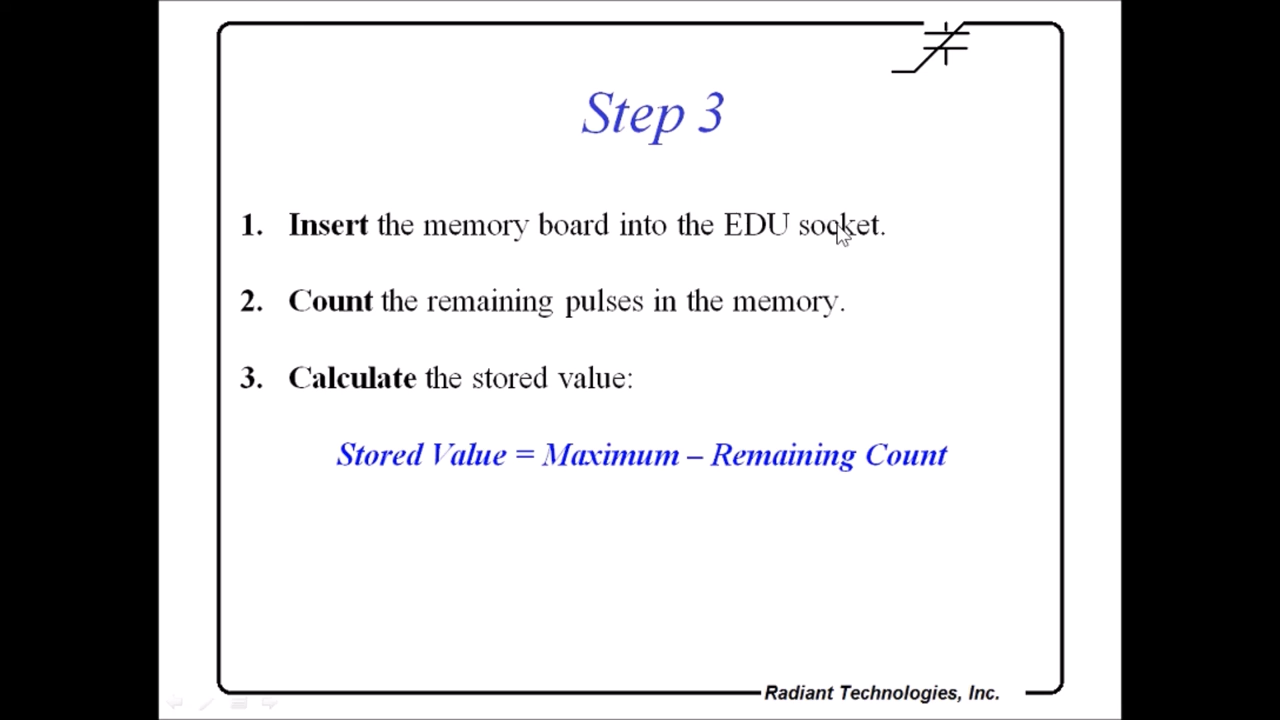 Step 3
1. Insert the memory board into the EDU socket.
2. Count the remaining pulses in the memory.
3. Calculate the stored value:
Stored Value = Maximum – Remaining Count
Radiant Technologies, Inc.